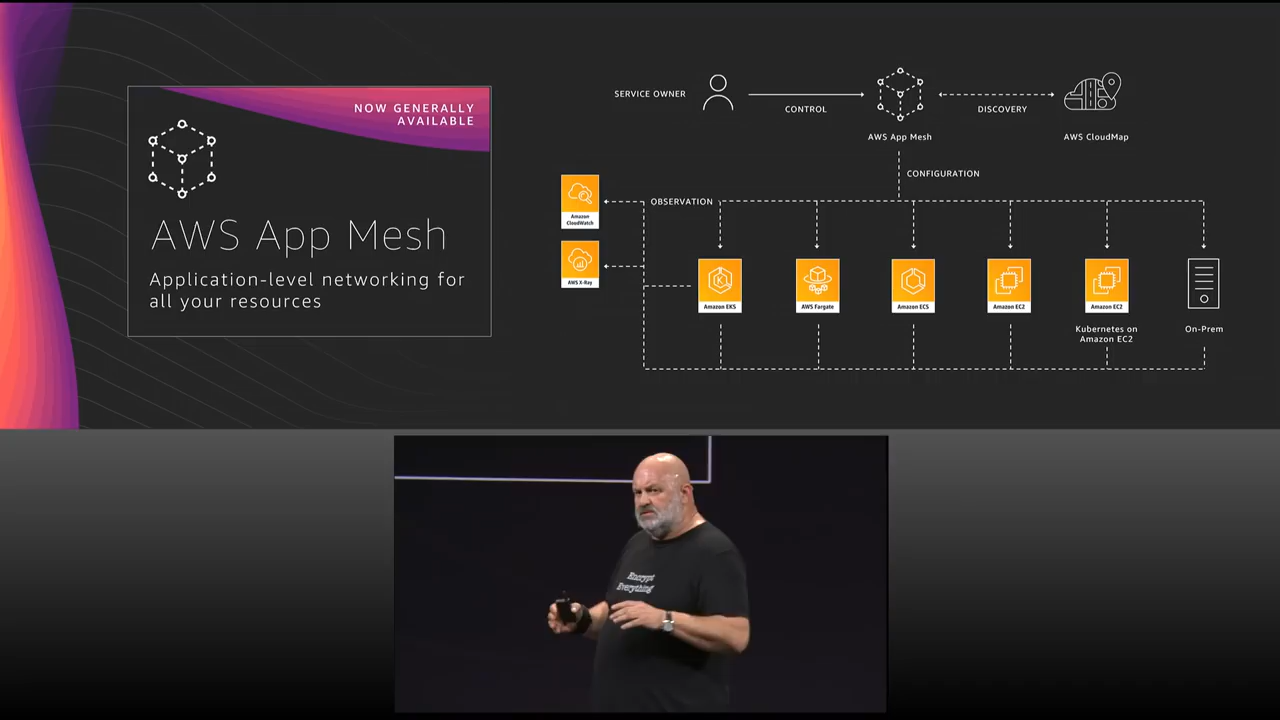 NOW GENERALLY
AVAILABLE
AWS App Mesh
Application-level networking for
all your resources
SERVICE OWNER
CONTROL
DISCOVERY
AWS App Mesh
AWS CloudMap
CONFIGURATION
OBSERVATION
Amazon
CloudWatch
AWS X-Ray
Amazon EKS
AWS Fargate
Amazon ECS
Amazon EC2
Amazon EC2
Kubernetes on
Amazon EC2
On-Prem
Encrypt
Everything